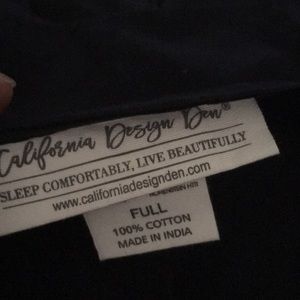 California Design Den®
SLEEP COMFORTABLY, LIVE BEAUTIFULLY
www.californiadesignden.com
FULL
100% COTTON
MADE IN INDIA